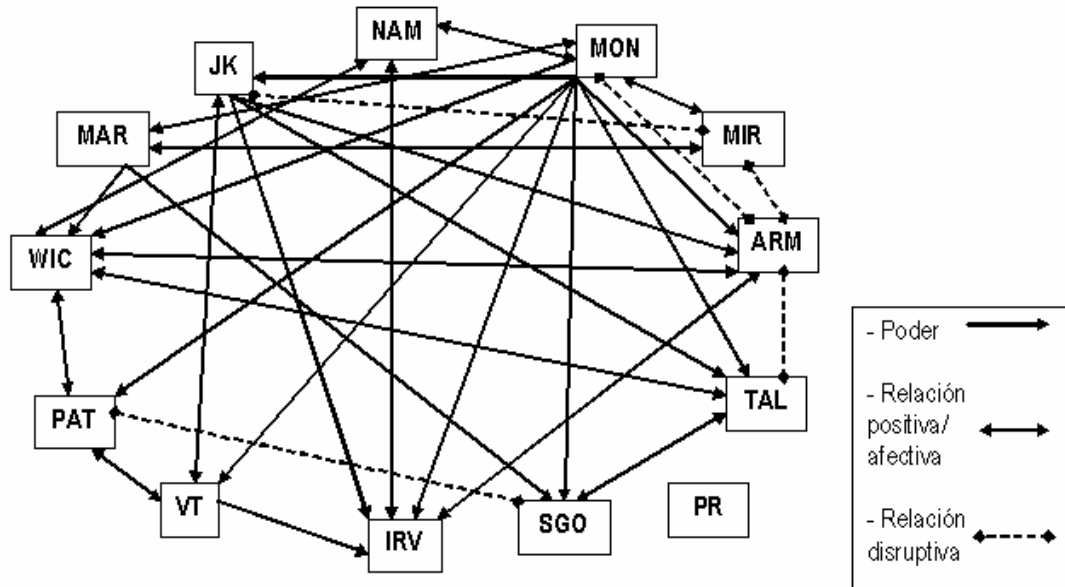 NAM
MON
JK
MAR
MIR
WIC
ARM
PAT
TAL
VT
IRV
SGO
PR
- Poder
- Relación
positiva/
afectiva
- Relación
disruptiva